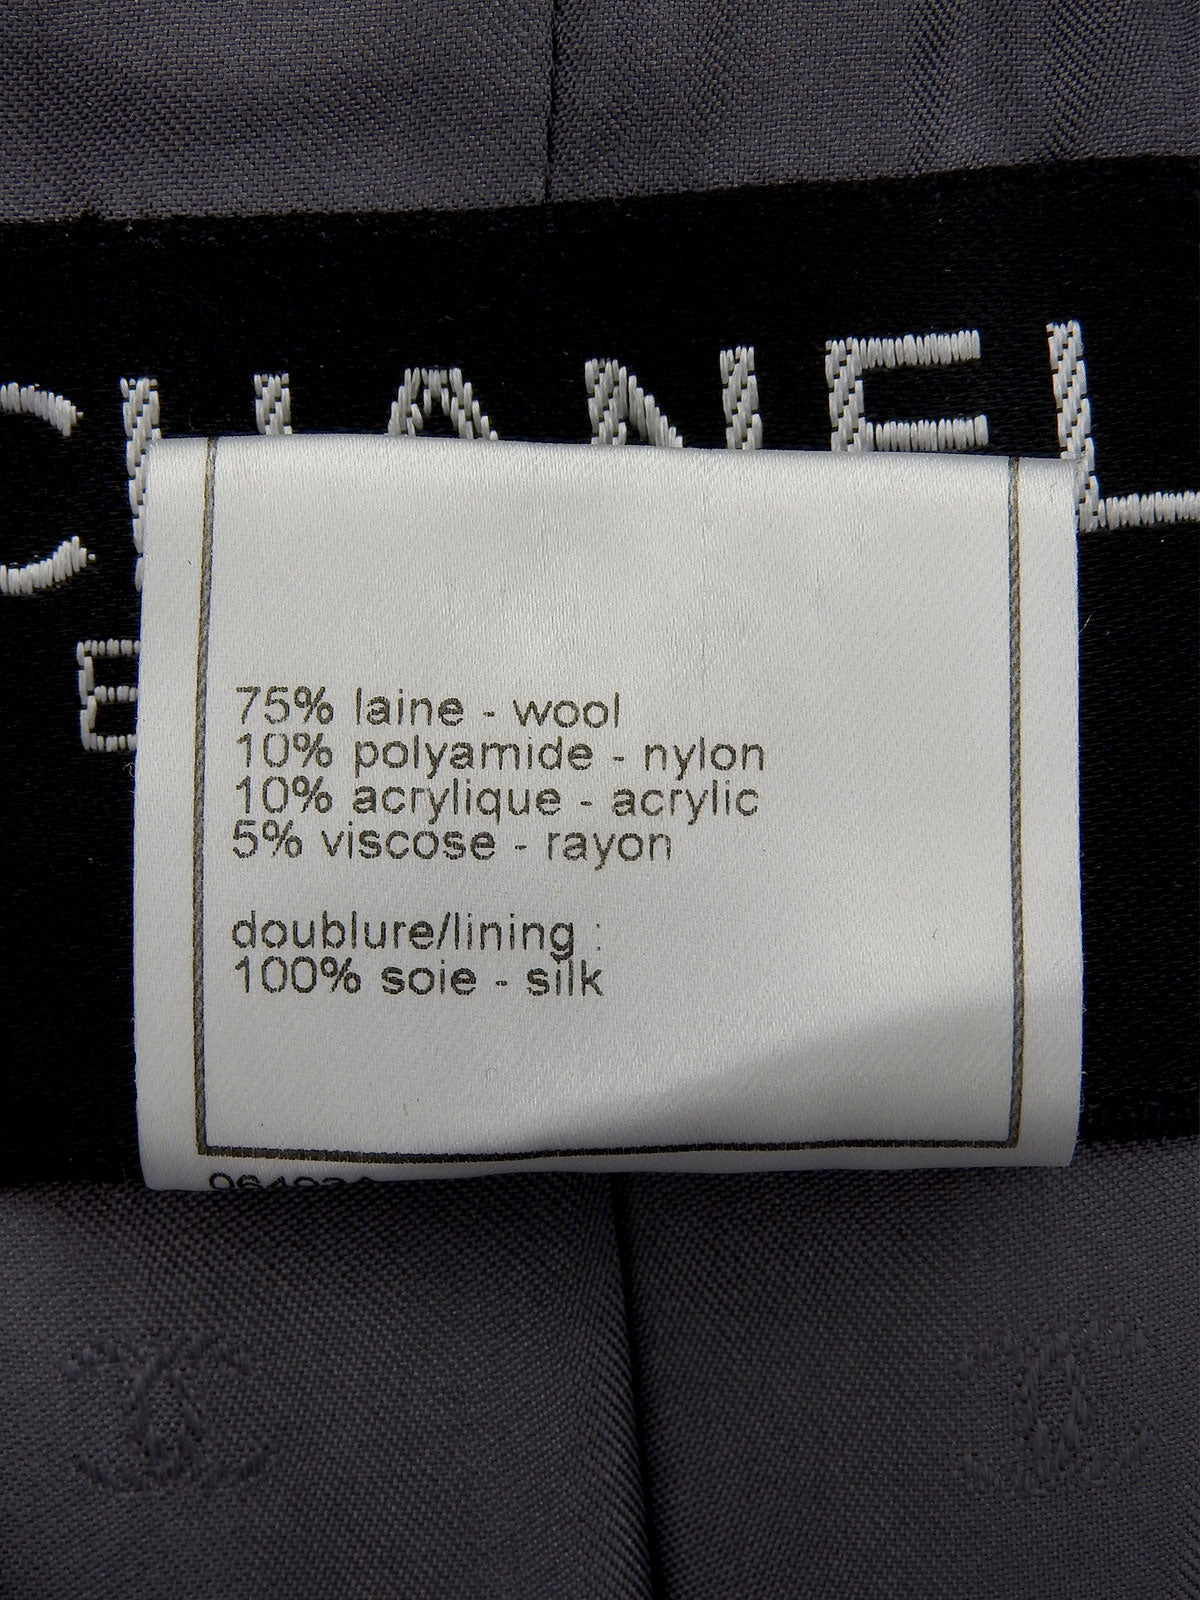 CHANEL
75% laine - wool
10% polyamide - nylon
10% acrylique - acrylic
5% viscose - rayon
doublure/lining :
100% soie - silk